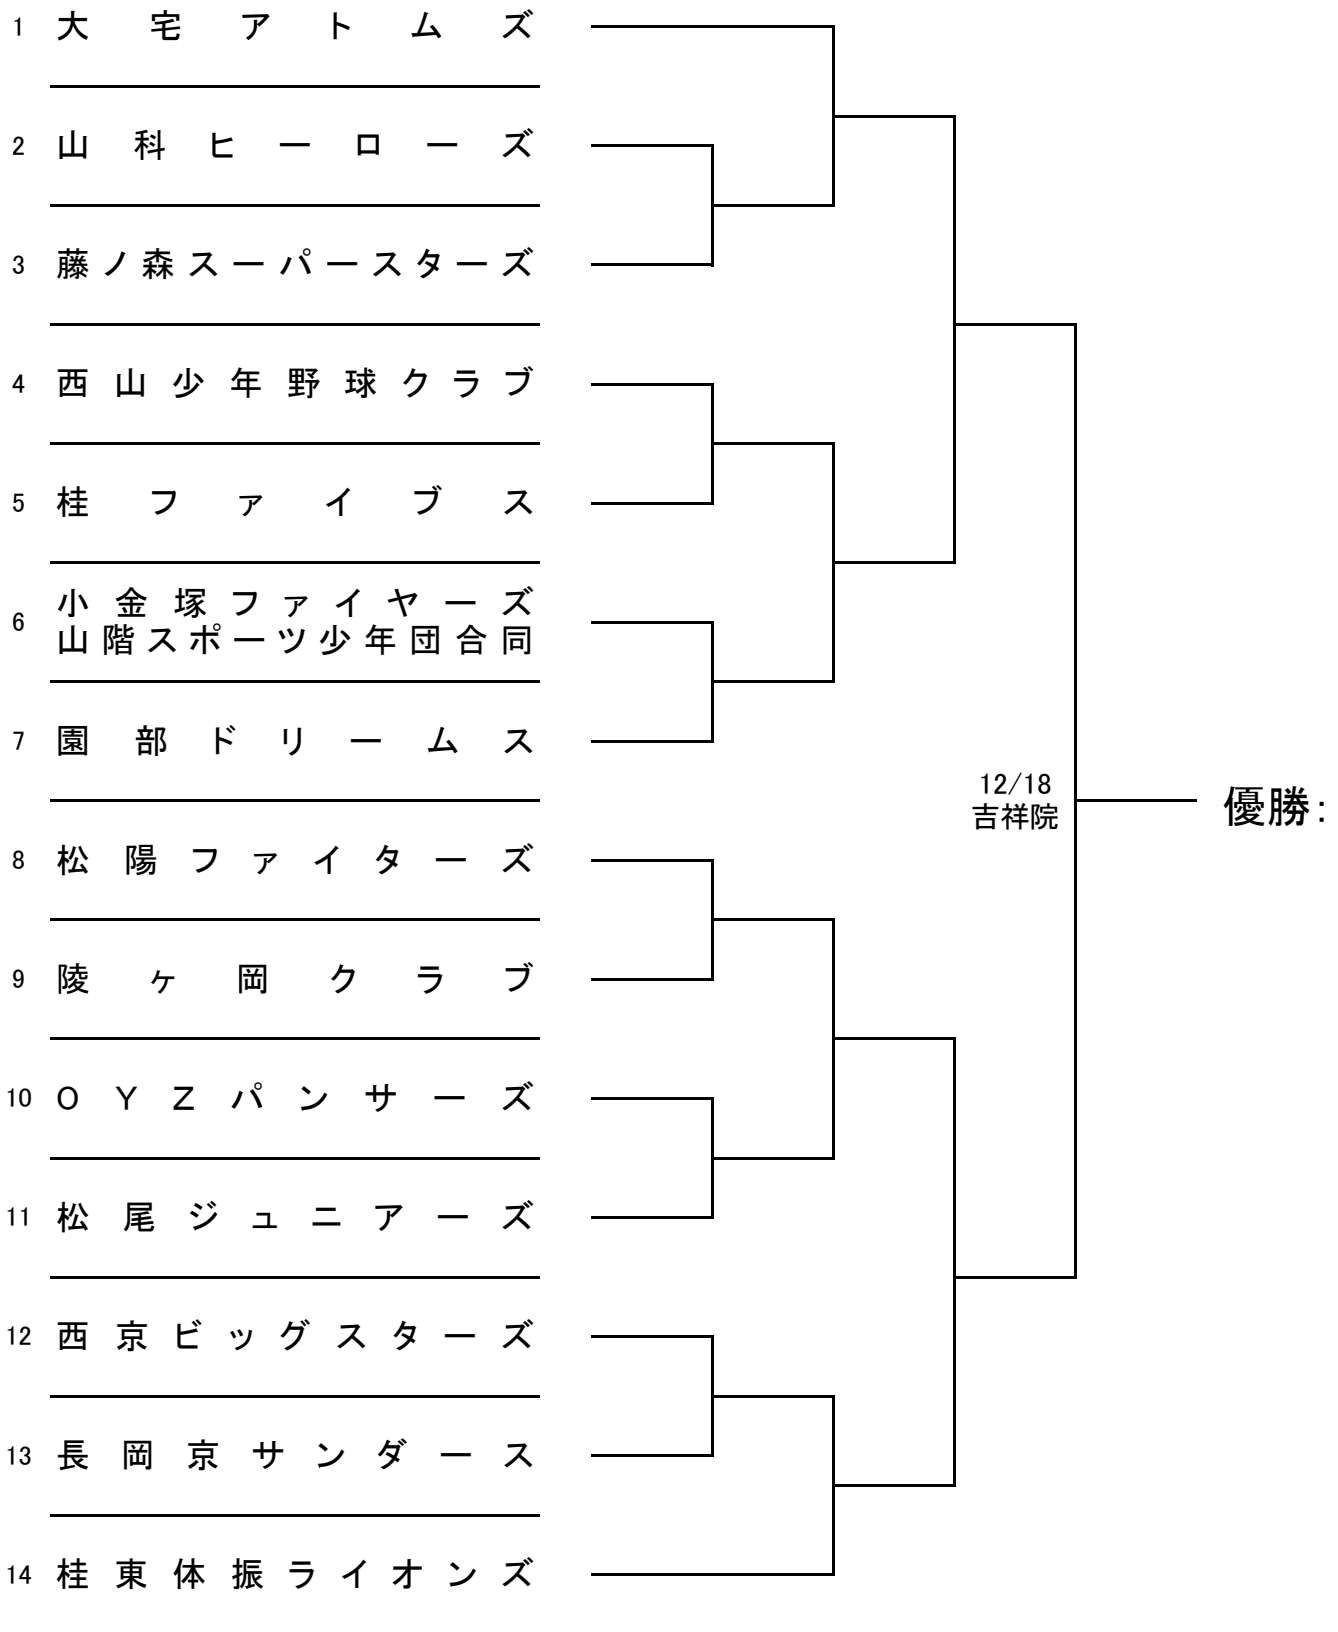 1 大宅アトムズ
2 山科ヒーローズ
3 藤ノ森スーパースターズ
4 西山少年野球クラブ
5 桂ファイブス
6 小金塚ファイヤーズ
山階スポーツ少年団合同
7 園部ドリームス
12/18
吉祥院
優勝:
8 松陽ファイターズ
9 陵ヶ岡クラブ
10 OYZパンサーズ
11 松尾ジュニアーズ
12 西京ビッグスターズ
13 長岡京サンダース
14 桂東体振ライオンズ